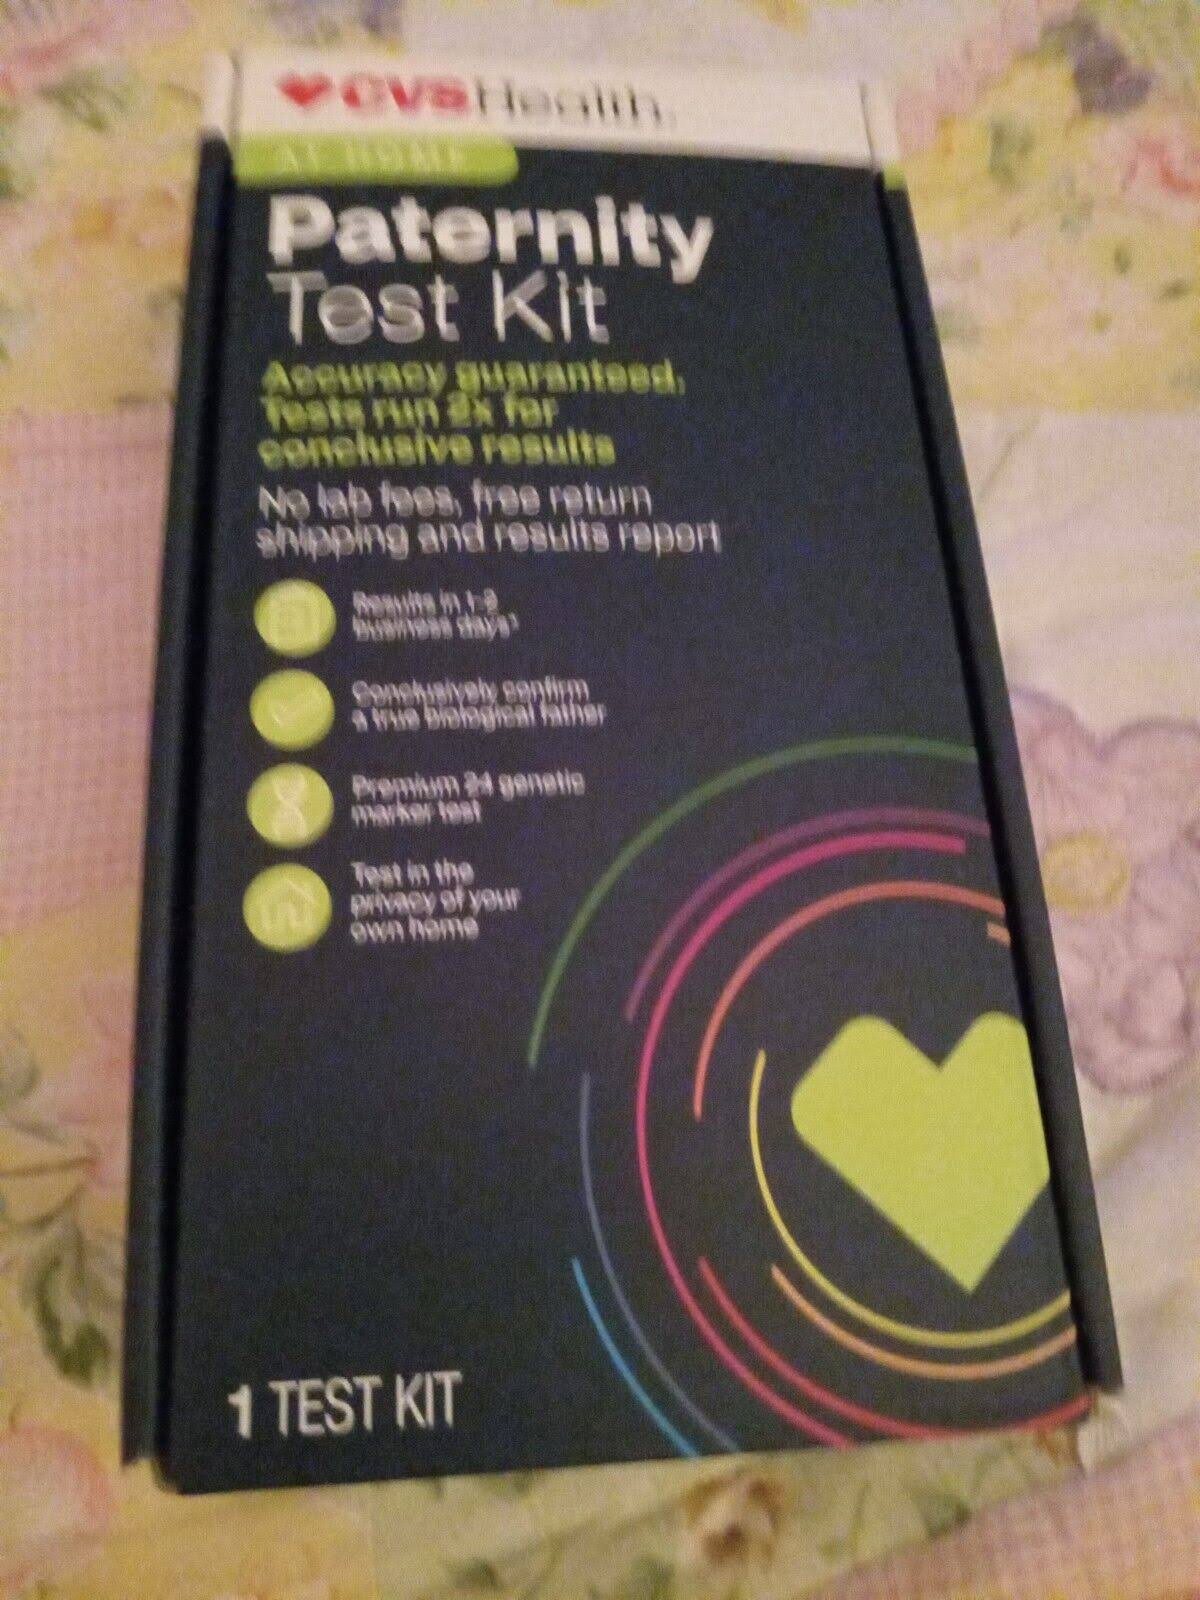 CVSHealth.
AT HOME
Paternity
Test Kit
Accuracy guaranteed.
Tests run 2x for
conclusive results
No lab fees, free return
shipping and results report
Results in 1-2
business days¹
Conclusively confirm
a true biological father
Premium 24 genetic
marker test
Test in the
privacy of your
own home
1 TEST KIT